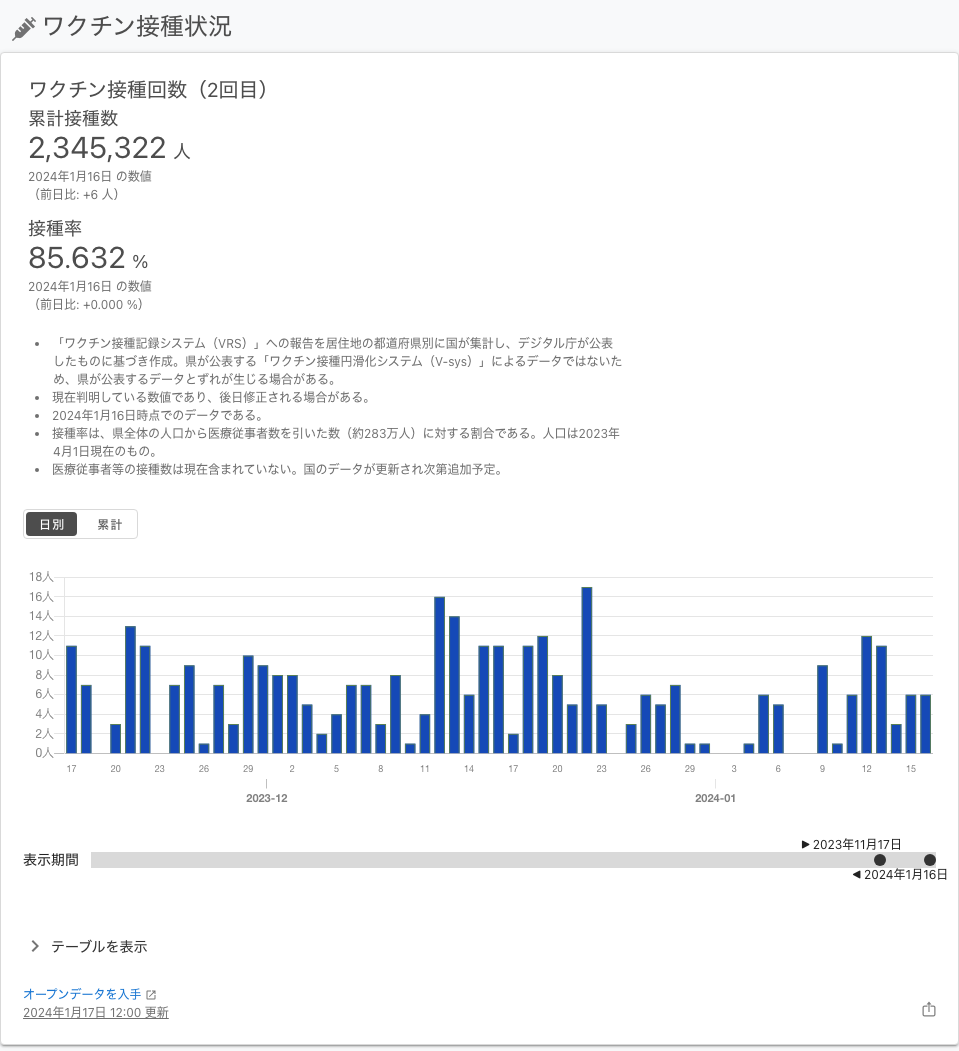 ワクチン接種状況
ワクチン接種回数（2回目）
累計接種数
2,345,322 人
2024年1月16日 の数値
（前日比: +6 人）
接種率
85.632 %
2024年1月16日 の数値
（前日比: +0.000 %）
• 「ワクチン接種記録システム（VRS）」への報告を居住地の都道府県別に国が集計し、デジタル庁が公表
したものに基づき作成。県が公表する「ワクチン接種円滑化システム（V-sys）」によるデータではないた
め、県が公表するデータとずれが生じる場合がある。
• 現在判明している数値であり、後日修正される場合がある。
• 2024年1月16日時点でのデータである。
• 接種率は、県全体の人口から医療従事者数を引いた数（約283万人）に対する割合である。人口は2023年
4月1日現在のもの。
• 医療従事者等の接種数は現在含まれていない。国のデータが更新され次第追加予定。
日別 累計
18人
16人
14人
12人
10人
8人
6人
4人
2人
0人
17 20 23 26 29 2 5 8 11 14 17 20 23 26 29 3 6 9 12 15
2023-12 2024-01
▶ 2023年11月17日
表示期間
◀ 2024年1月16日
テーブルを表示
オープンデータを入手
2024年1月17日 12:00 更新